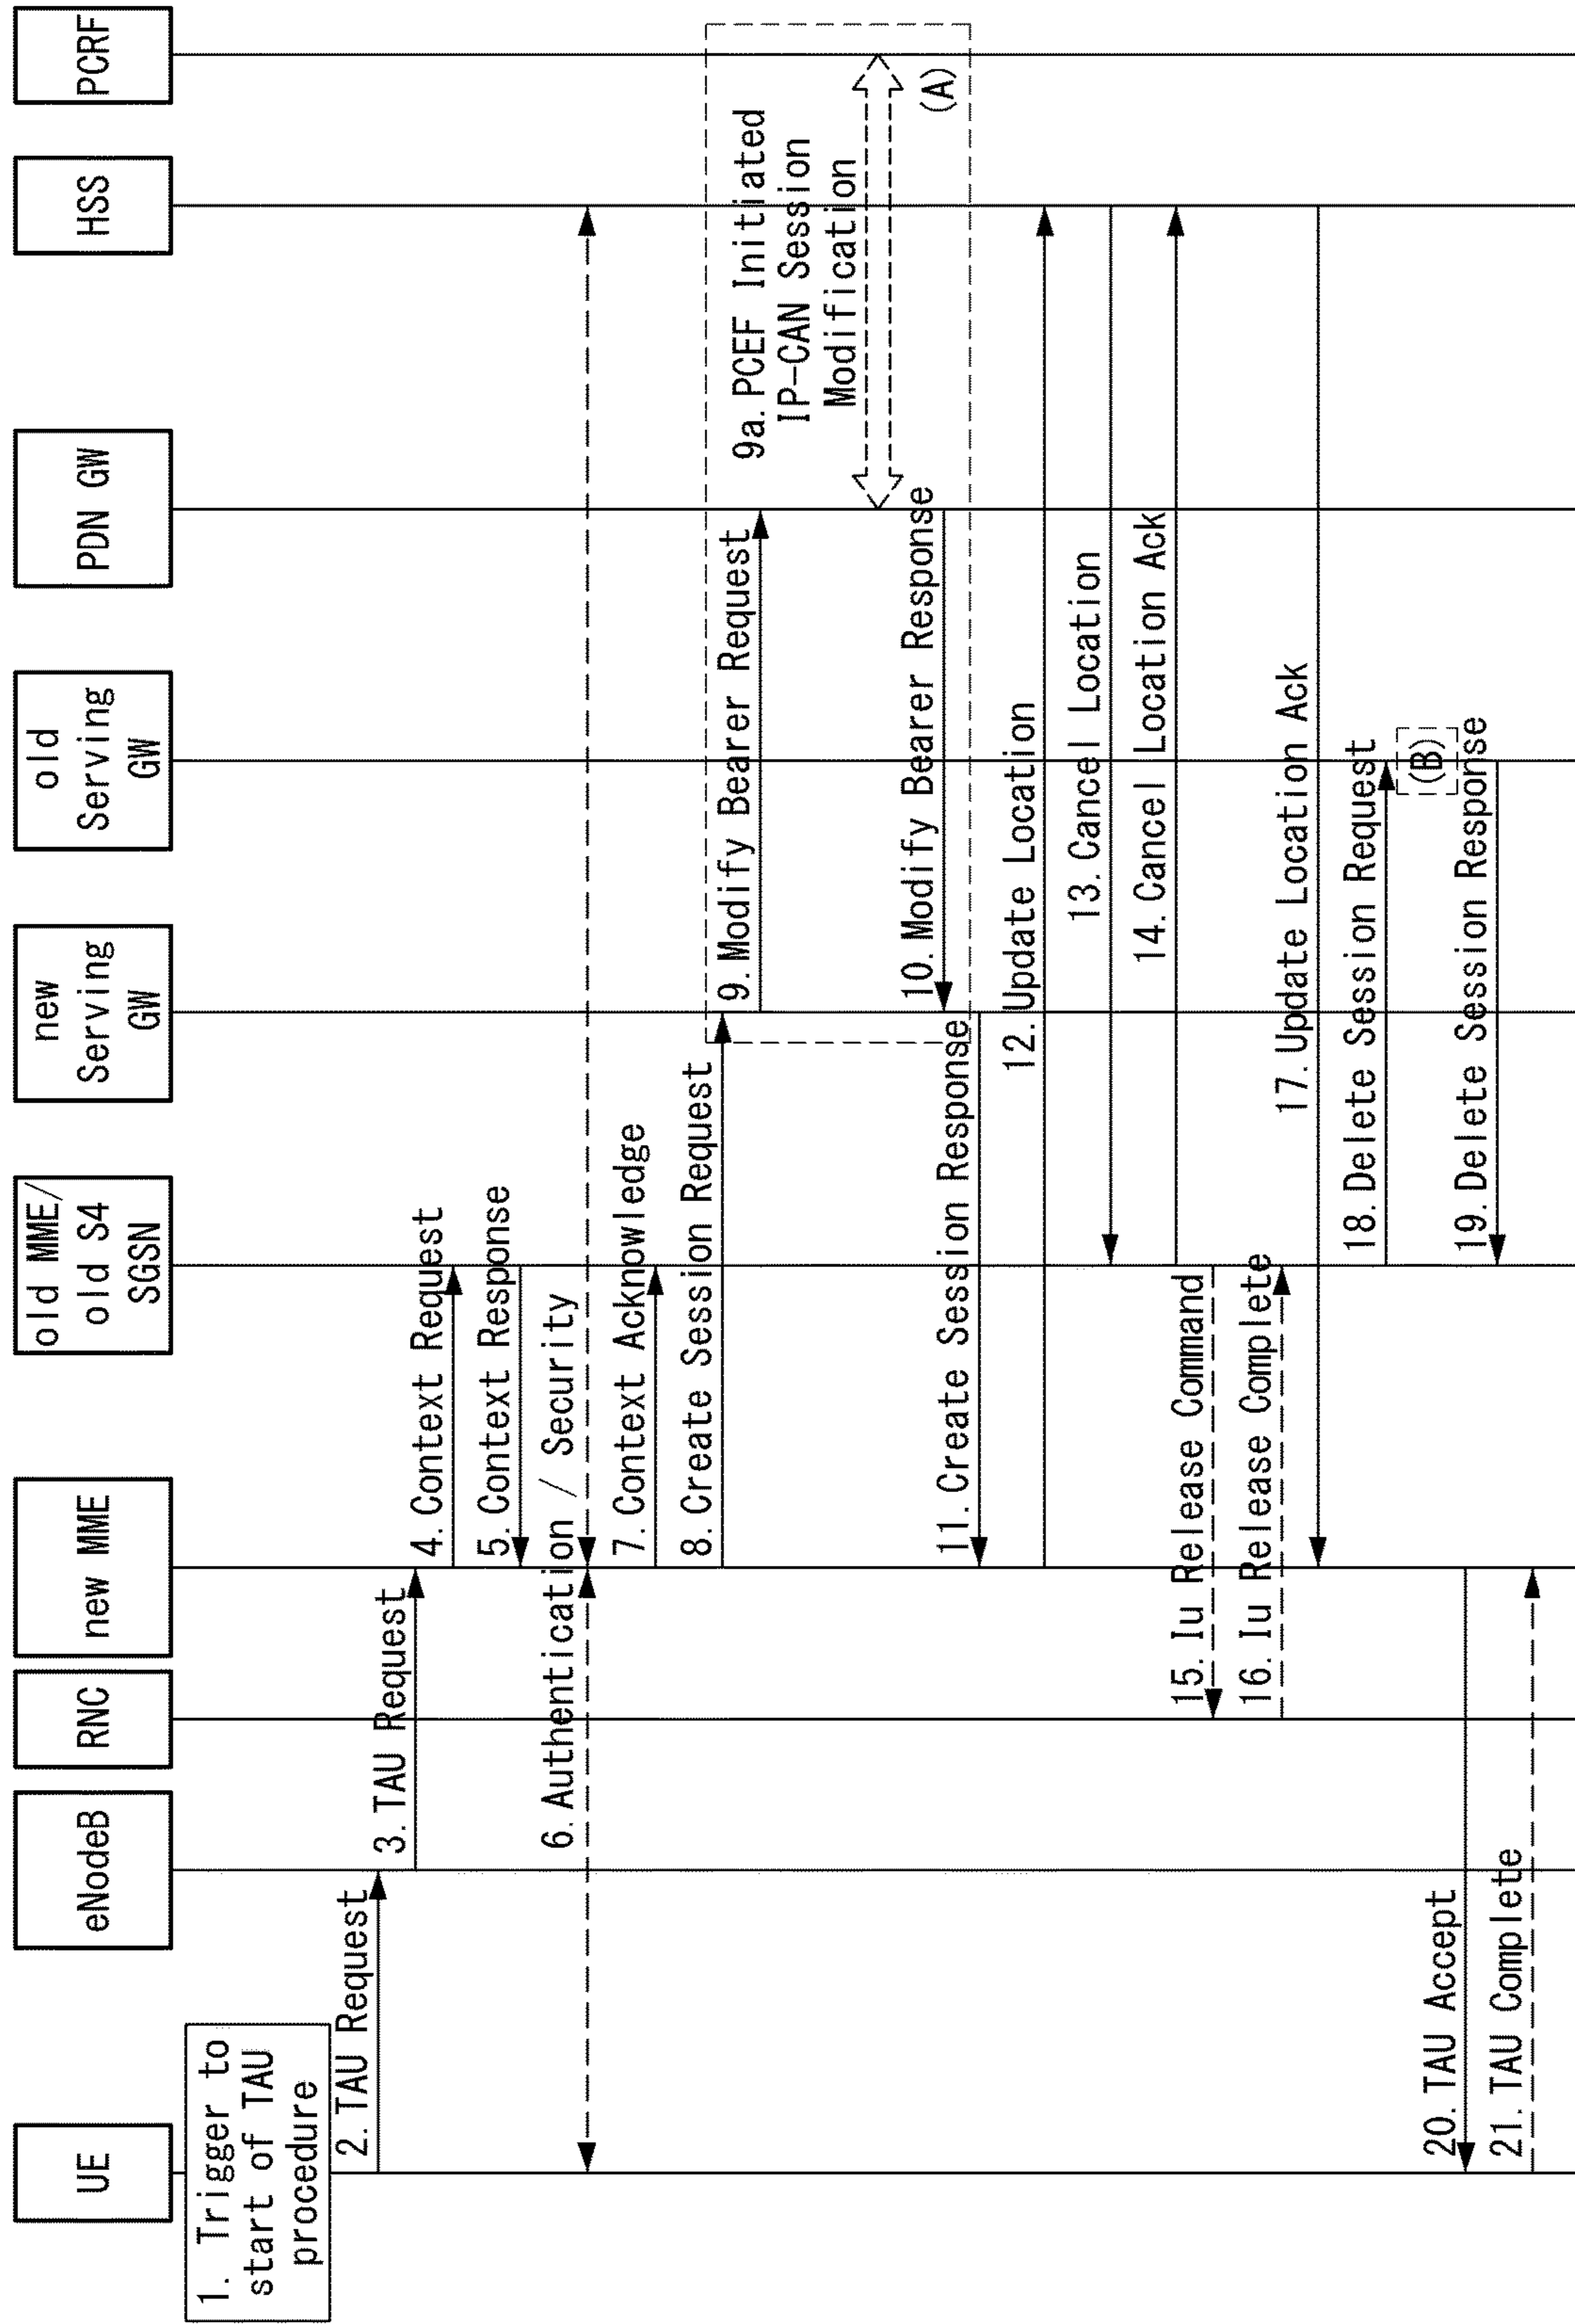 UE
eNodeB
RNC
new MME
old MME/
old S4
SGSN
new
Serving
GW
old
Serving
GW
PDN GW
HSS
PCRF
1. Trigger to
start of TAU
procedure
2. TAU Request
3. TAU Request
4. Context Request
5. Context Response
6. Authentication / Security
7. Context Acknowledge
8. Create Session Request
9. Modify Bearer Request
9a. PCEF Initiated
IP-CAN Session
Modification
(A)
10. Modify Bearer Response
11. Create Session Response
12. Update Location
13. Cancel Location
14. Cancel Location Ack
15. Iu Release Command
16. Iu Release Complete
17. Update Location Ack
18. Delete Session Request
(B)
19. Delete Session Response
20. TAU Accept
21. TAU Complete